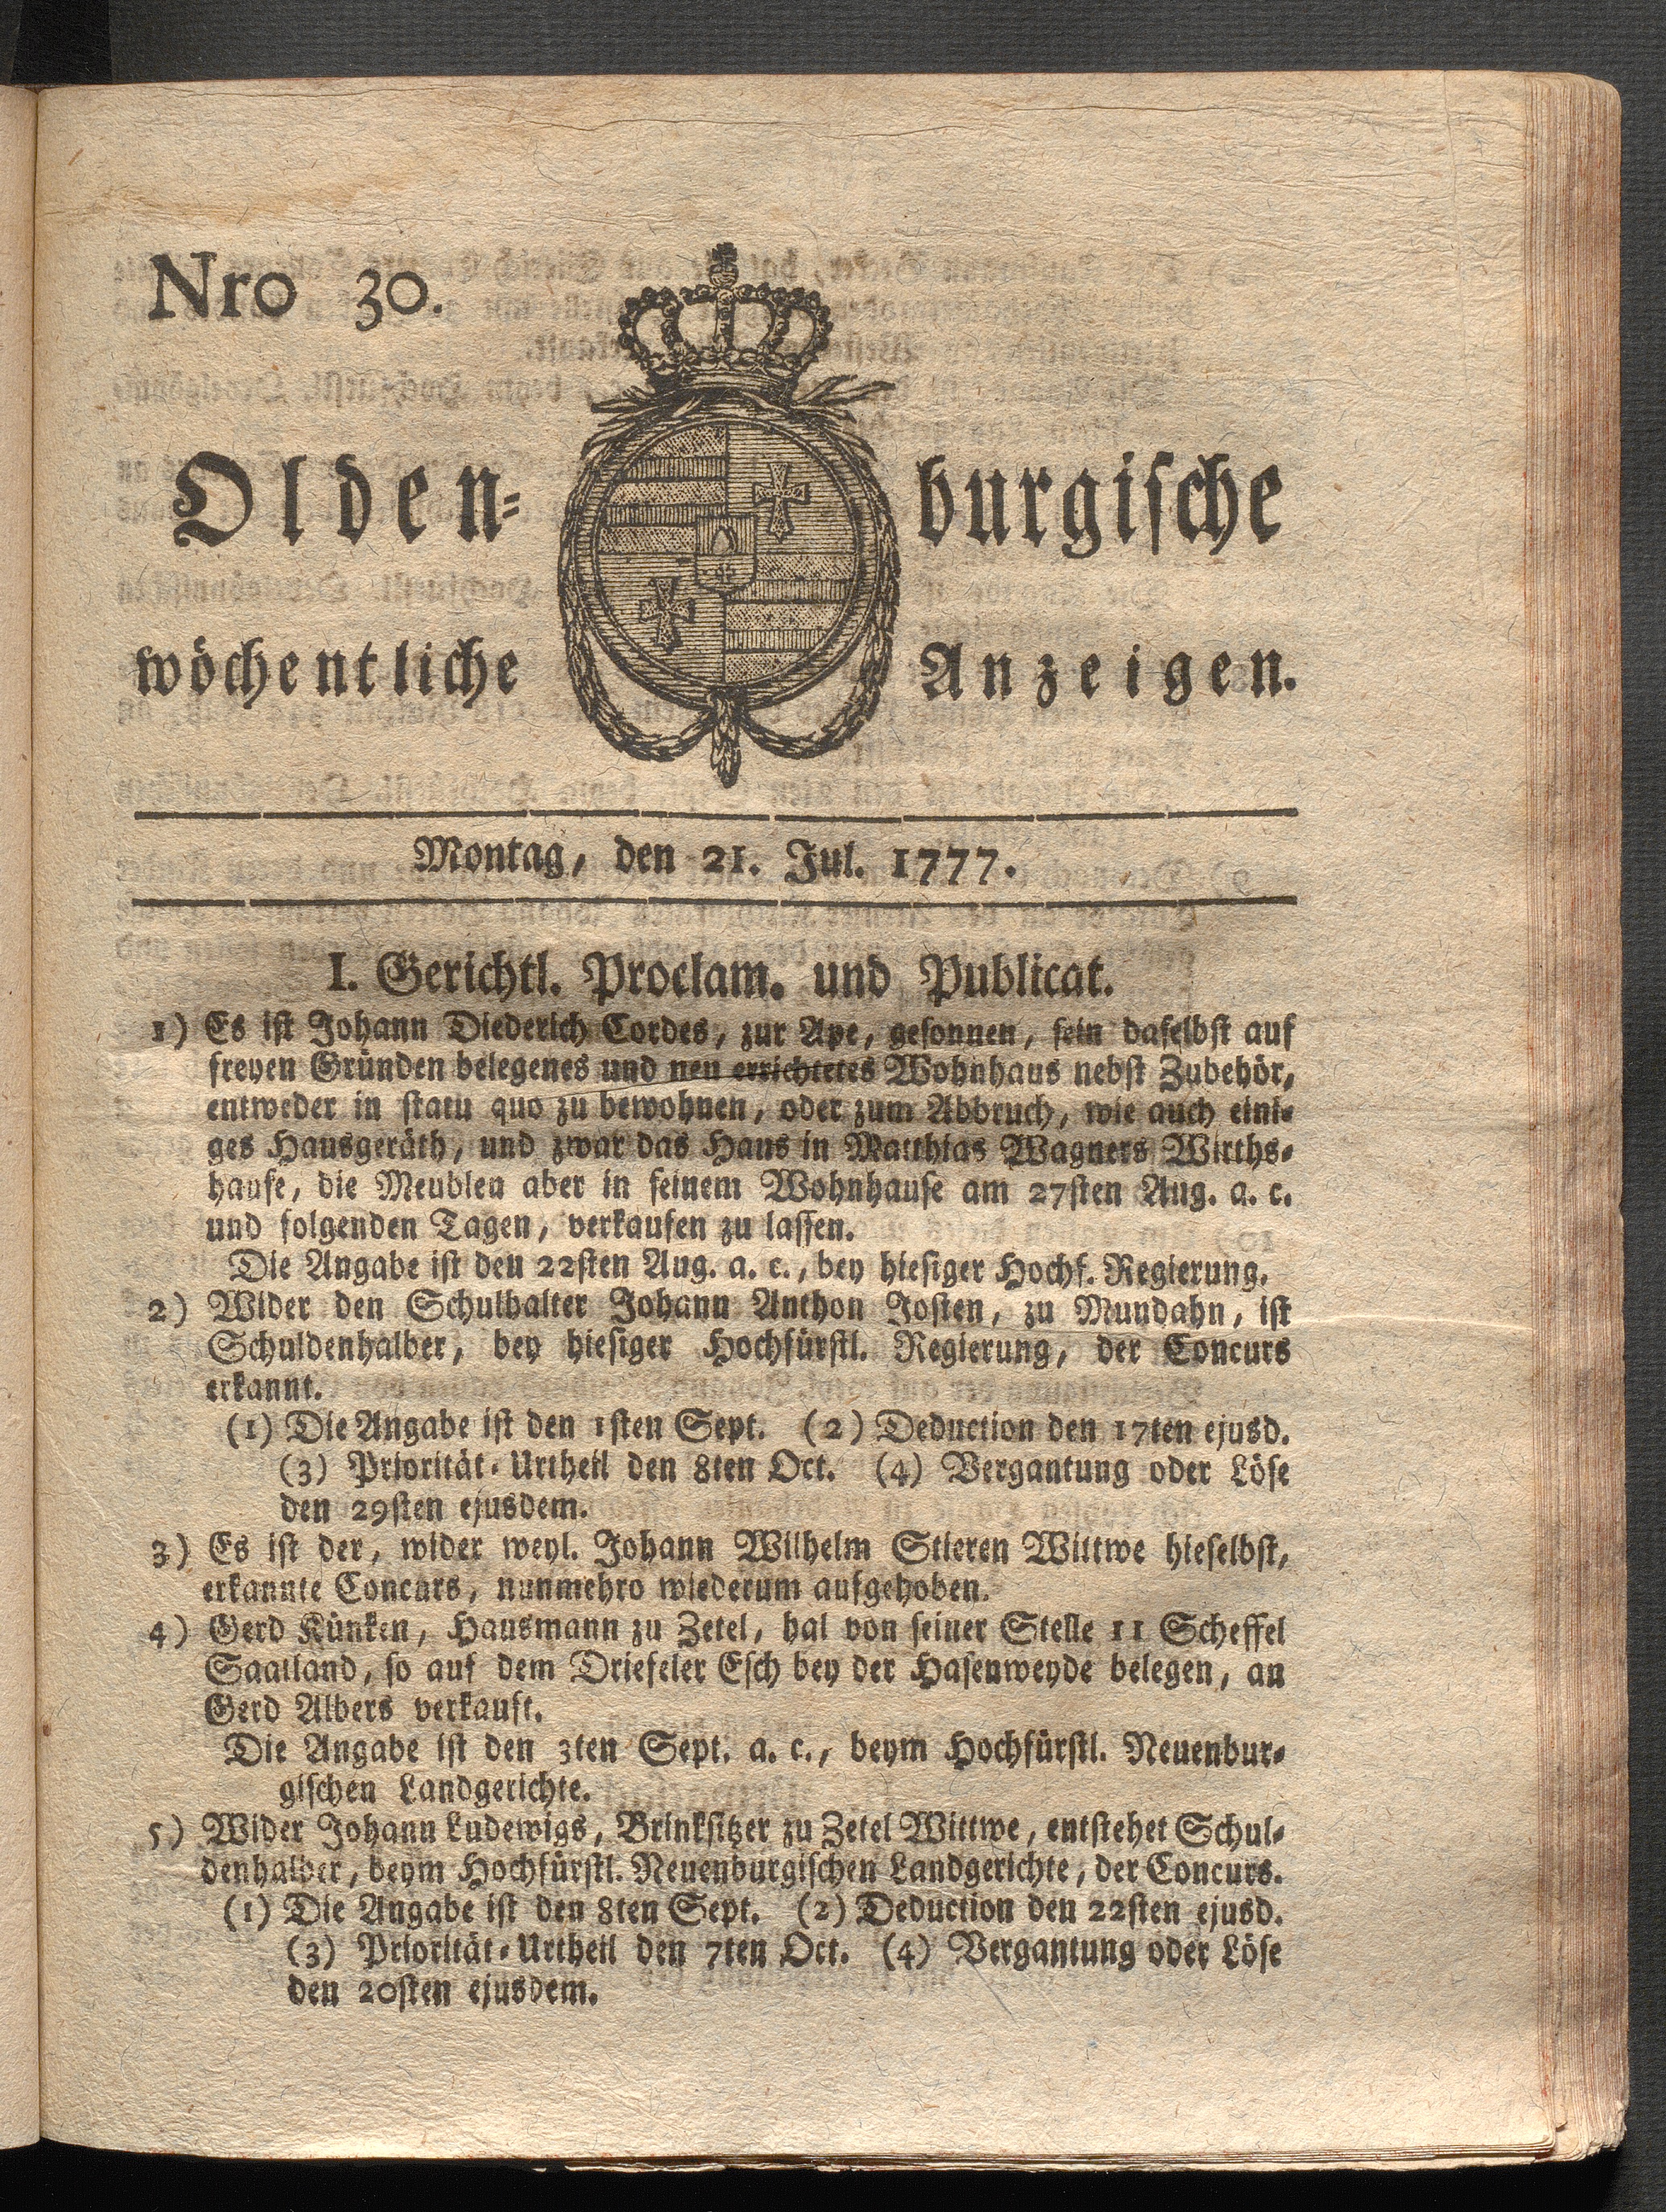 Nro 30.
Olden= burgische
wöchentliche Anzeigen.
Montag, den 21. Jul. 1777.
I. Gerichtl. Proclam. und Publicat.
1) Es ist Johann Diederich Cordes, zur Ape, gesonnen, sein daselbst auf
freyen Gründen belegenes und neu errichtetes Wohnhaus nebst Zubehör,
entweder in statu quo zu bewohnen, oder zum Abbruch, wie auch eini=
ges Hausgeräth, und zwar das Haus in Matthias Wagners Wirths=
hause, die Meublen aber in seinem Wohnhause am 27sten Aug. a. c.
und folgenden Tagen, verkaufen zu lassen.
Die Angabe ist den 22sten Aug. a. c., bey hiesiger Hochf. Regierung.
2) Wider den Schulhalter Johann Anthon Josten, zu Mundahn, ist
Schuldenhalber, bey hiesiger Hochfürstl. Regierung, der Concurs
erkannt.
(1) Die Angabe ist den 1sten Sept. (2) Deduction den 17ten ejusd.
(3) Priorität=Urtheil den 8ten Oct. (4) Vergantung oder Löse
den 29sten ejusdem.
3) Es ist der, wider weyl. Johann Wilhelm Stieren Wittwe hieselbst,
erkannte Concurs, nunmehro wiederum aufgehoben.
4) Gerd Künken, Hausmann zu Zetel, hal von seiner Stelle 11 Scheffel
Saatland, so auf dem Driefeler Esch bey der Hasenweyde belegen, an
Gerd Albers verkauft.
Die Angabe ist den 3ten Sept. a. c., beym Hochfürstl. Neuenbur=
gischen Landgerichte.
5) Wider Johann Ludewigs, Brinksitzer zu Zetel Wittwe, entstehet Schul=
denhalber, beym Hochfürstl. Neuenburgischen Landgerichte, der Concurs.
(1) Die Angabe ist den 8ten Sept. (2) Deduction den 22sten ejusd.
(3) Priorität=Urtheil den 7ten Oct. (4) Vergantung oder Löse
den 20sten ejusdem.